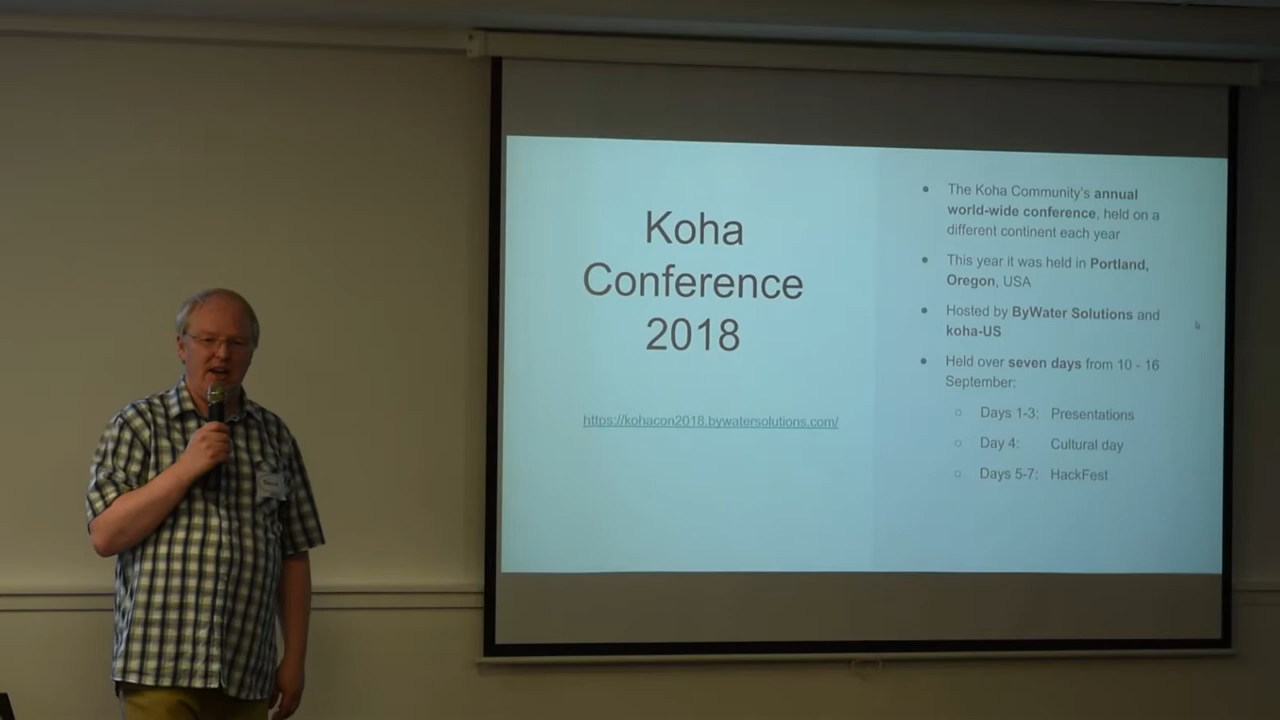 Koha
Conference
2018
https://kohacon2018.bywatersolutions.com/
● The Koha Community's annual
world-wide conference, held on a
different continent each year
● This year it was held in Portland,
Oregon, USA
● Hosted by ByWater Solutions and
koha-US
● Held over seven days from 10 - 16
September:
○ Days 1-3: Presentations
○ Day 4: Cultural day
○ Days 5-7: HackFest